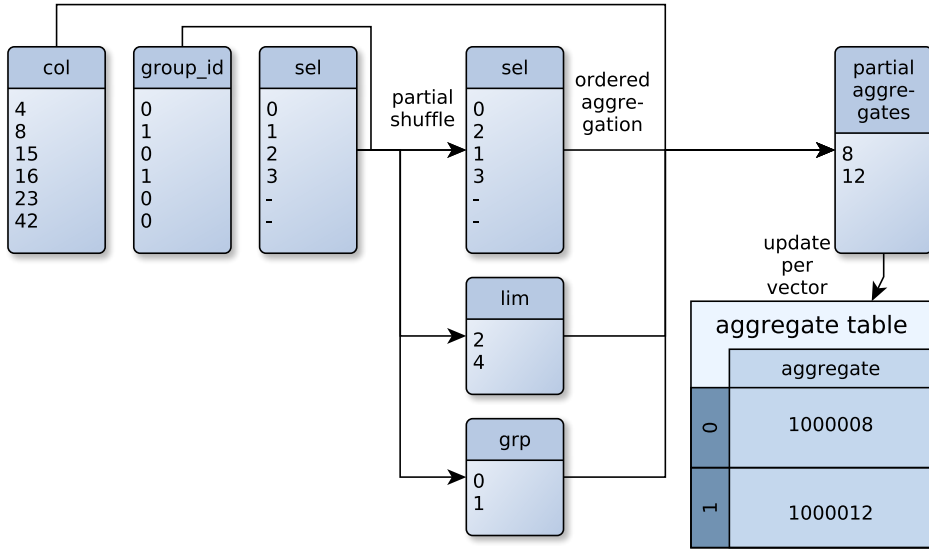 col
4
8
15
16
23
42
group_id
0
1
0
1
0
0
sel
0
1
2
3
-
-
partial
shuffle
sel
0
2
1
3
-
-
ordered
aggre-
gation
partial
aggre-
gates
8
12
lim
2
4
grp
0
1
update
per
vector
aggregate table
aggregate
0
1000008
1
1000012